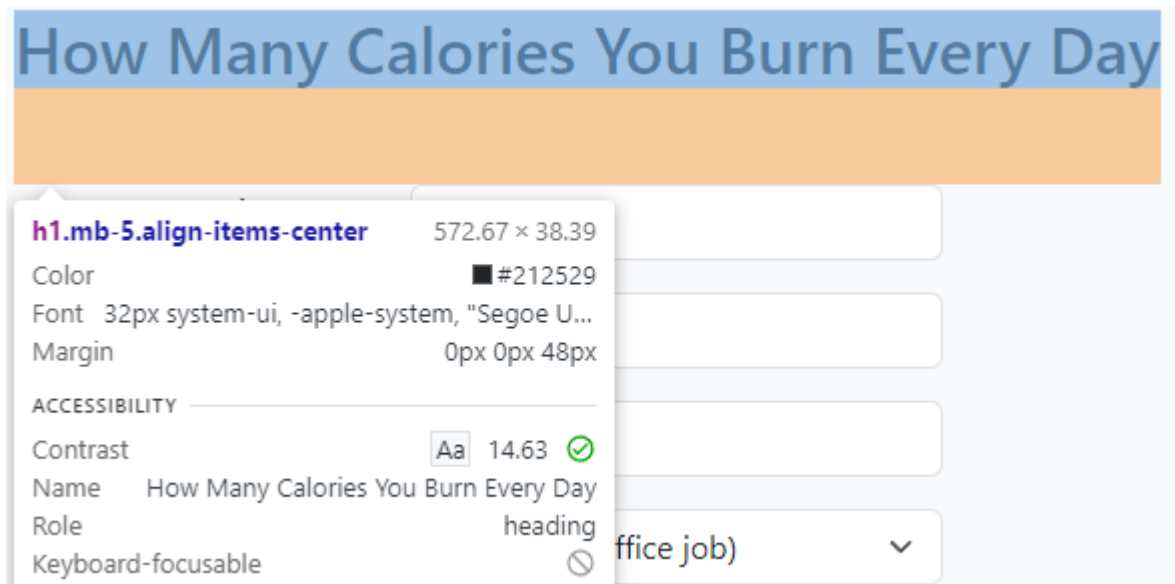 How Many Calories You Burn Every Day
h1.mb-5.align-items-center 572.67 × 38.39
Color #212529
Font 32px system-ui, -apple-system, "Segoe U...
Margin 0px 0px 48px
ACCESSIBILITY
Contrast Aa 14.63
Name How Many Calories You Burn Every Day
Role heading
ffice job)
Keyboard-focusable